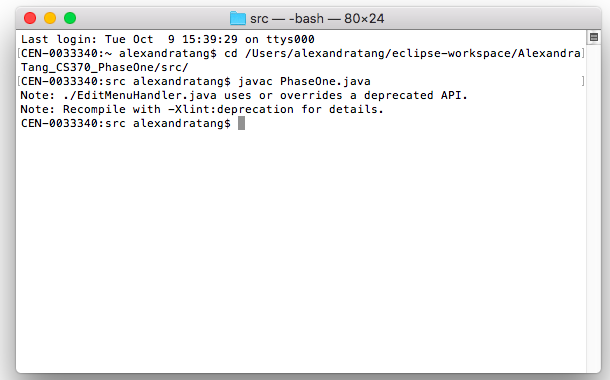 src — -bash — 80×24
Last login: Tue Oct  9 15:39:29 on ttys000
[CEN-0033340:~ alexandratang$ cd /Users/alexandratang/eclipse-workspace/Alexandra]
Tang_CS370_PhaseOne/src/
[CEN-0033340:src alexandratang$ javac PhaseOne.java ]
Note: ./EditMenuHandler.java uses or overrides a deprecated API.
Note: Recompile with -Xlint:deprecation for details.
CEN-0033340:src alexandratang$